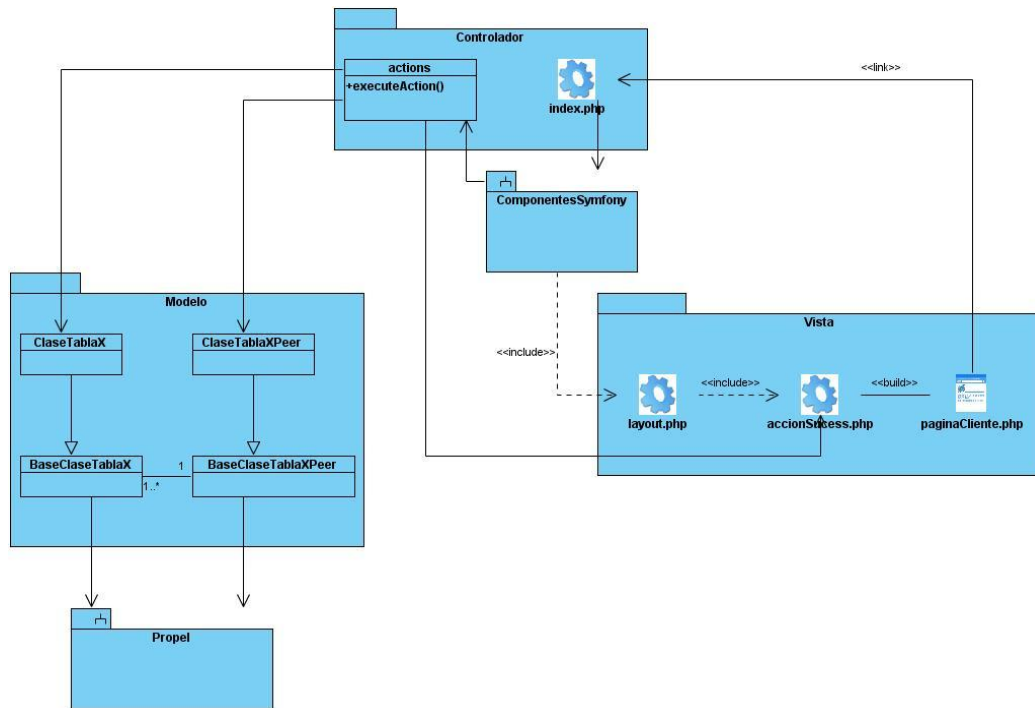 Controlador
actions
+executeAction()
index.php
<<link>>
ComponentesSymfony
Modelo
ClaseTablaX
ClaseTablaXPeer
BaseClaseTablaX
1
1..*
BaseClaseTablaXPeer
Propel
<<include>>
Vista
<<include>>
<<build>>
layout.php
accionSucess.php
paginaCliente.php